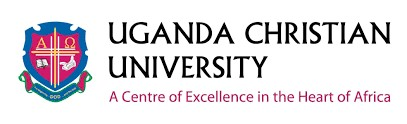 Α Ω
UGANDA CHRISTIAN
UNIVERSITY
A Centre of Excellence in the Heart of Africa